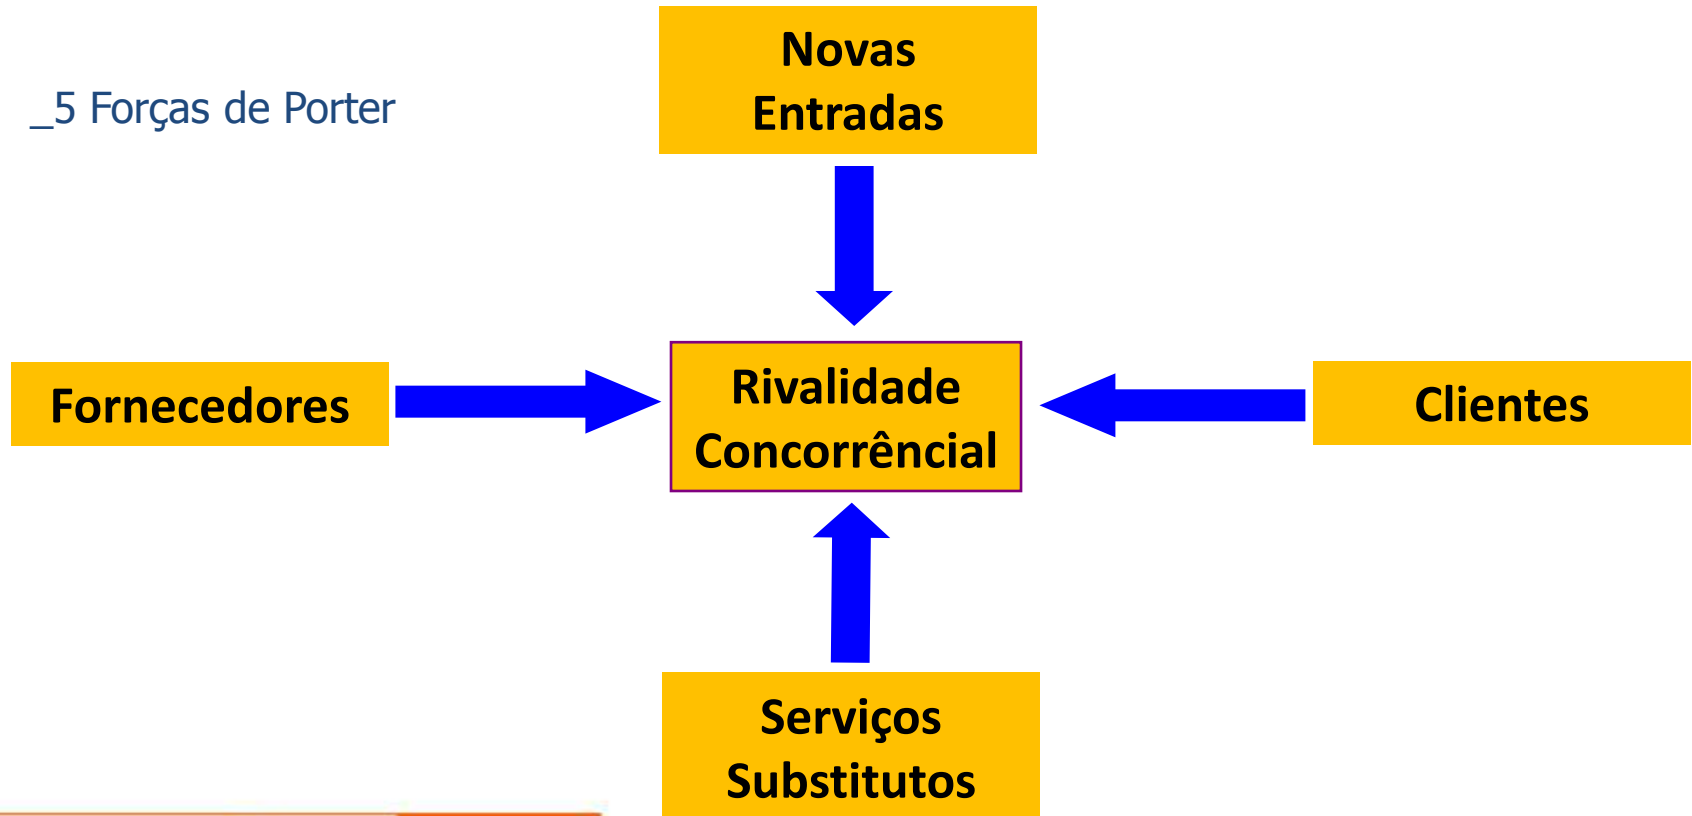 _5 Forças de Porter
Novas
Entradas
Fornecedores
Rivalidade
Concorrêncial
Clientes
Serviços
Substitutos